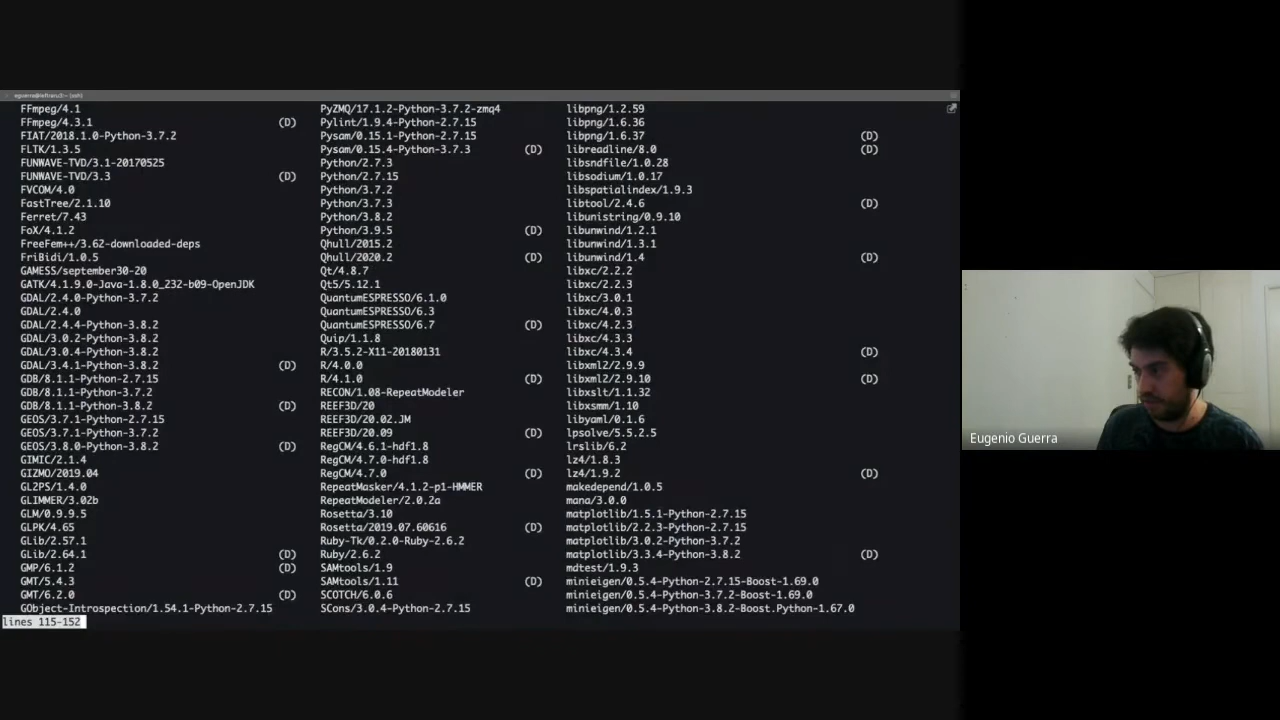 FFmpeg/4.1 PyZMQ/17.1.2-Python-3.7.2-zmq4 libpng/1.2.59
FFmpeg/4.3.1 (D) Pylint/1.9.4-Python-2.7.15 libpng/1.6.36
FIAT/2018.1.0-Python-3.7.2 Pysam/0.15.1-Python-2.7.15 libpng/1.6.37 (D)
FLTK/1.3.5 Pysam/0.15.4-Python-3.7.3 (D) libreadline/8.0 (D)
FUNWAVE-TVD/3.1-20170525 Python/2.7.3 libsndfile/1.0.28
FUNWAVE-TVD/3.3 (D) Python/2.7.15 libsodium/1.0.17
FVCOM/4.0 Python/3.7.2 libspatialindex/1.9.3
FastTree/2.1.10 Python/3.7.3 libtool/2.4.6 (D)
Ferret/7.43 Python/3.8.2 libunistring/0.9.10
FoX/4.1.2 Python/3.9.5 (D) libunwind/1.2.1
FreeFem++/3.62-downloaded-deps Qhull/2015.2 libunwind/1.3.1
FriBidi/1.0.5 Qhull/2020.2 (D) libunwind/1.4 (D)
GAMESS/september30-20 Qt/4.8.7 libxc/2.2.2
GATK/4.1.9.0-Java-1.8.0_232-b09-OpenJDK Qt5/5.12.1 libxc/2.2.3
GDAL/2.4.0-Python-3.7.2 QuantumESPRESSO/6.1.0 libxc/3.0.1
GDAL/2.4.0 QuantumESPRESSO/6.3 libxc/4.0.3
GDAL/2.4.4-Python-3.8.2 QuantumESPRESSO/6.7 (D) libxc/4.2.3
GDAL/3.0.2-Python-3.8.2 Quip/1.1.8 libxc/4.3.3
GDAL/3.0.4-Python-3.8.2 R/3.5.2-X11-20180131 libxc/4.3.4 (D)
GDAL/3.4.1-Python-3.8.2 (D) R/4.0.0 libxml2/2.9.9
GDB/8.1.1-Python-2.7.15 R/4.1.0 (D) libxml2/2.9.10 (D)
GDB/8.1.1-Python-3.7.2 RECON/1.08-RepeatModeler libxslt/1.1.32
GDB/8.1.1-Python-3.8.2 (D) REEF3D/20 libxsmm/1.10
GEOS/3.7.1-Python-2.7.15 REEF3D/20.02.JM libyaml/0.1.6
GEOS/3.7.1-Python-3.7.2 REEF3D/20.09 (D) lpsolve/5.5.2.5
GEOS/3.8.0-Python-3.8.2 (D) RegCM/4.6.1-hdf1.8 lrslib/6.2
GIMIC/2.1.4 RegCM/4.7.0-hdf1.8 lz4/1.8.3
GIZMO/2019.04 RegCM/4.7.0 (D) lz4/1.9.2 (D)
GL2PS/1.4.0 RepeatMasker/4.1.2-p1-HMMER makedepend/1.0.5
GLIMMER/3.02b RepeatModeler/2.0.2a mana/3.0.0
GLM/0.9.9.5 Rosetta/3.10 matplotlib/1.5.1-Python-2.7.15
GLPK/4.65 Rosetta/2019.07.60616 (D) matplotlib/2.2.3-Python-2.7.15
GLib/2.57.1 Ruby-Tk/0.2.0-Ruby-2.6.2 matplotlib/3.0.2-Python-3.7.2
GLib/2.64.1 (D) Ruby/2.6.2 matplotlib/3.3.4-Python-3.8.2 (D)
GMP/6.1.2 (D) SAMtools/1.9 mdtest/1.9.3
GMT/5.4.3 SAMtools/1.11 (D) minieigen/0.5.4-Python-2.7.15-Boost-1.69.0
GMT/6.2.0 (D) SCOTCH/6.0.6 minieigen/0.5.4-Python-3.7.2-Boost-1.69.0
GObject-Introspection/1.54.1-Python-2.7.15 SCons/3.0.4-Python-2.7.15 minieigen/0.5.4-Python-3.8.2-Boost.Python-1.67.0
lines 115-152
Eugenio Guerra